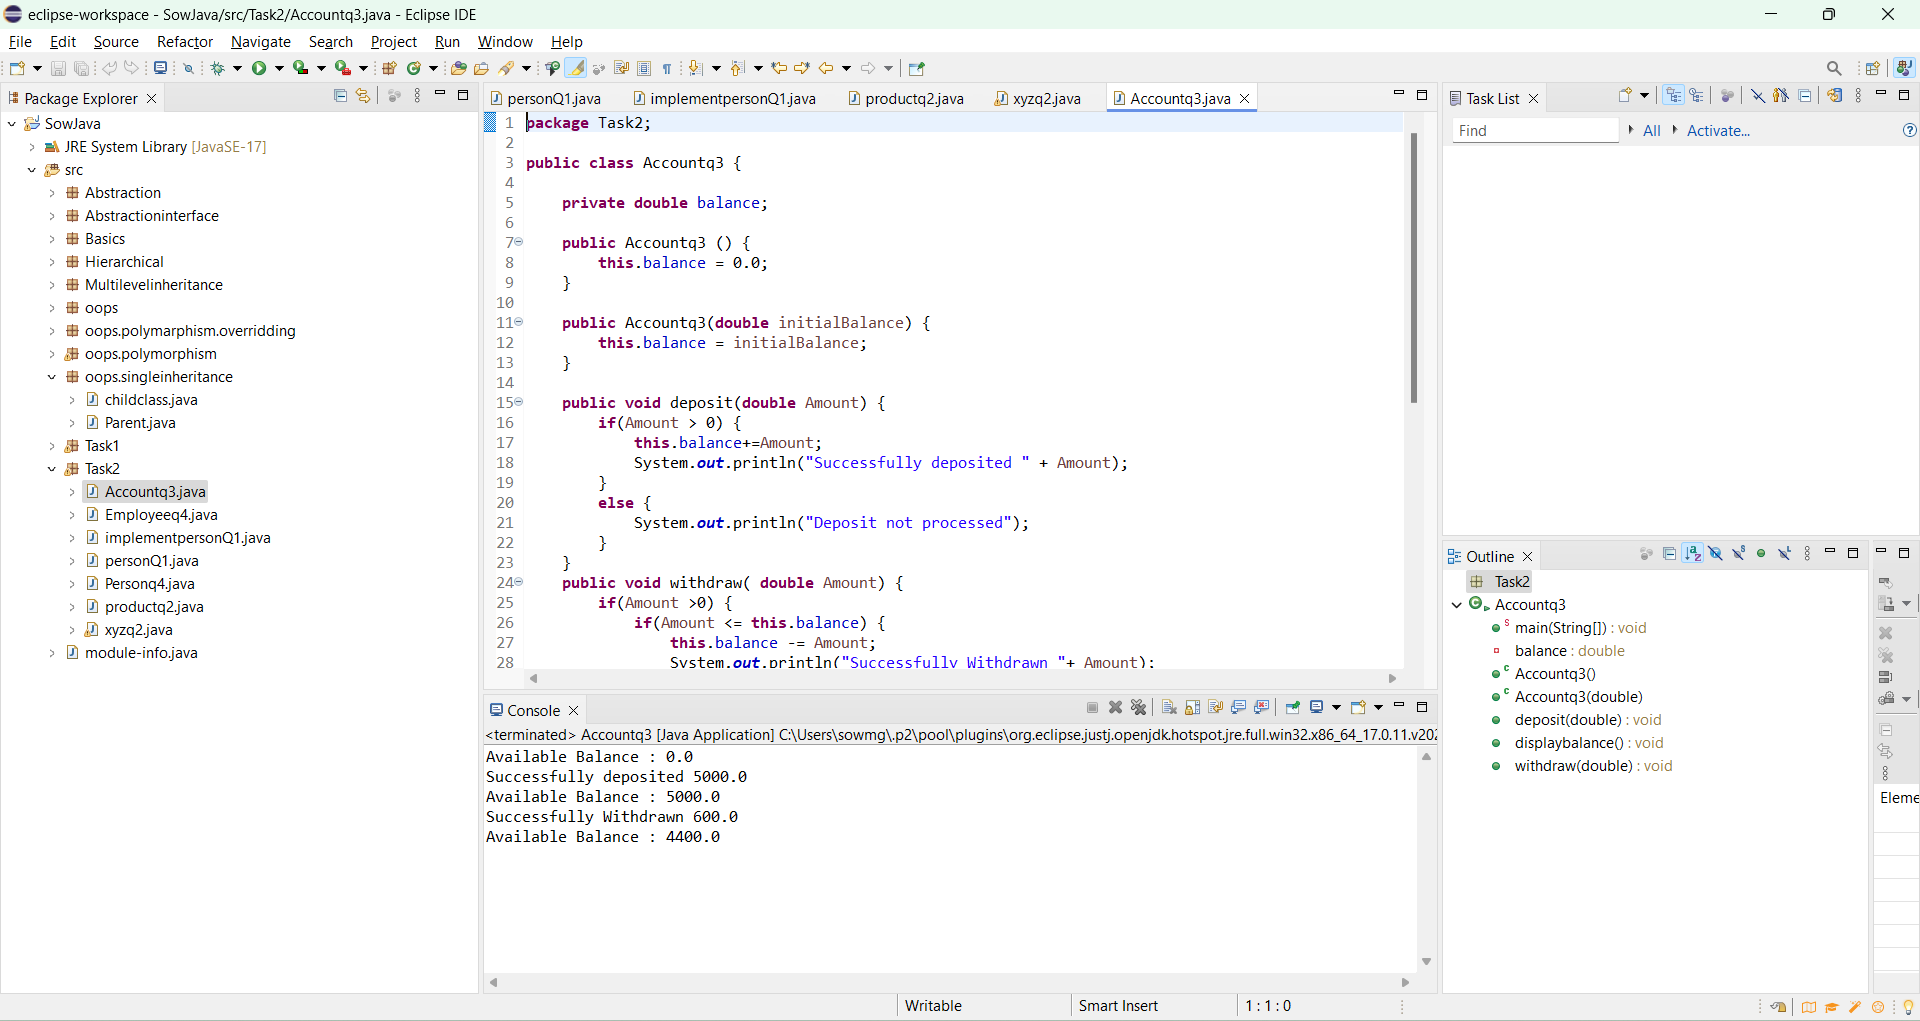 eclipse-workspace - SowJava/src/Task2/Accountq3.java - Eclipse IDE
File Edit Source Refactor Navigate Search Project Run Window Help
Package Explorer
SowJava
JRE System Library [JavaSE-17]
src
Abstraction
Abstractioninterface
Basics
Hierarchical
Multilevelinheritance
oops
oops.polymarphism.overridding
oops.polymorphism
oops.singleinheritance
childclass.java
Parent.java
Task1
Task2
Accountq3.java
Employeeq4.java
implementpersonQ1.java
personQ1.java
Personq4.java
productq2.java
xyzq2.java
module-info.java
personQ1.java implementpersonQ1.java productq2.java xyzq2.java Accountq3.java
1 package Task2;
2
3 public class Accountq3 {
4
5 private double balance;
6
7 public Accountq3 () {
8 this.balance = 0.0;
9 }
10
11 public Accountq3(double initialBalance) {
12 this.balance = initialBalance;
13 }
14
15 public void deposit(double Amount) {
16 if(Amount > 0) {
17 this.balance+=Amount;
18 System.out.println("Successfully deposited " + Amount);
19 }
20 else {
21 System.out.println("Deposit not processed");
22 }
23 }
24 public void withdraw( double Amount) {
25 if(Amount >0) {
26 if(Amount <= this.balance) {
27 this.balance -= Amount;
28 System.out.println("Successfully Withdrawn "+ Amount);
Console
<terminated> Accountq3 [Java Application] C:\Users\sowmg\.p2\pool\plugins\org.eclipse.justj.openjdk.hotspot.jre.full.win32.x86_64_17.0.11.v202
Available Balance : 0.0
Successfully deposited 5000.0
Available Balance : 5000.0
Successfully Withdrawn 600.0
Available Balance : 4400.0
Task List
Find All Activate...
Outline
Task2
Accountq3
main(String[]) : void
balance : double
Accountq3()
Accountq3(double)
deposit(double) : void
displaybalance() : void
withdraw(double) : void
Eleme
Writable Smart Insert 1 : 1 : 0